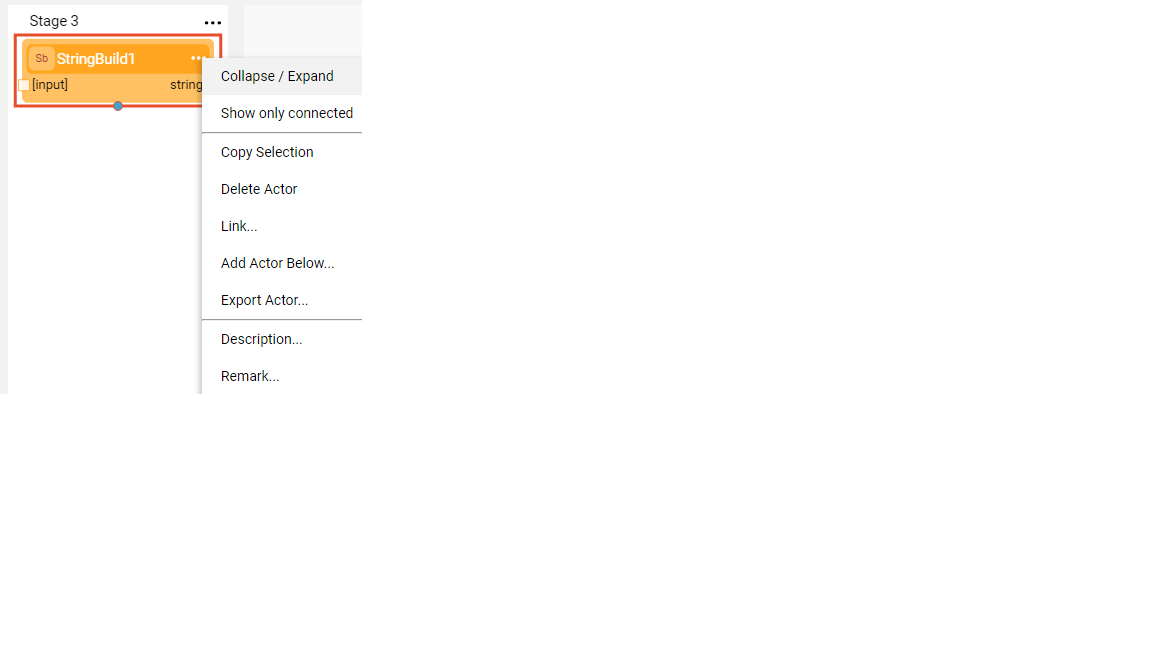 Stage 3
Sb StringBuild1
[input] string
Collapse / Expand
Show only connected
Copy Selection
Delete Actor
Link...
Add Actor Below...
Export Actor...
Description...
Remark...